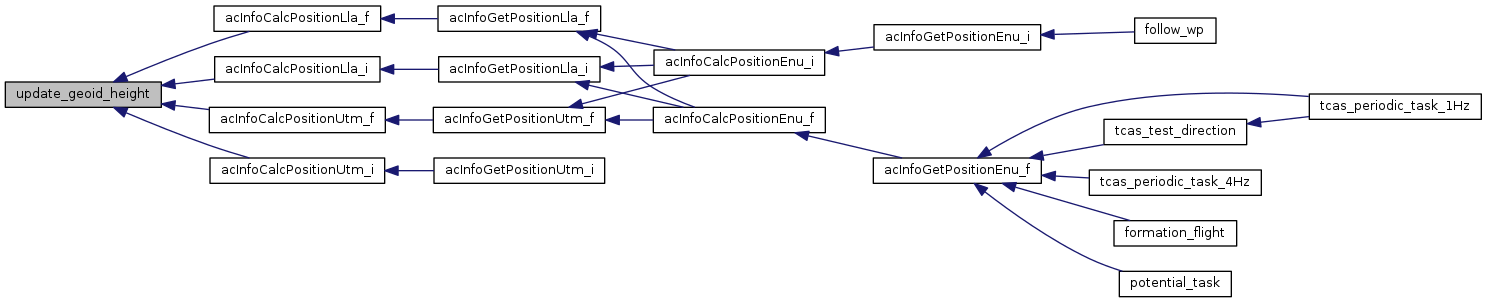 update_geoid_height
acInfoCalcPositionLla_f
acInfoCalcPositionLla_i
acInfoCalcPositionUtm_f
acInfoCalcPositionUtm_i
acInfoGetPositionLla_f
acInfoGetPositionLla_i
acInfoGetPositionUtm_f
acInfoGetPositionUtm_i
acInfoCalcPositionEnu_i
acInfoCalcPositionEnu_f
acInfoGetPositionEnu_i
acInfoGetPositionEnu_f
follow_wp
tcas_test_direction
tcas_periodic_task_4Hz
formation_flight
potential_task
tcas_periodic_task_1Hz